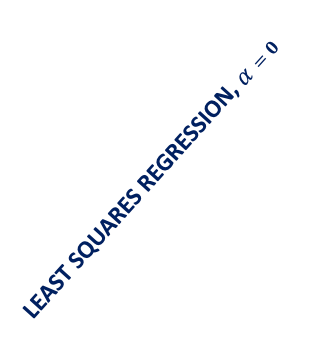 LEAST SQUARES REGRESSION, α = 0